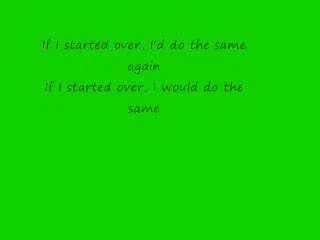 If I started over, I'd do the same
again
If I started over, I would do the
same